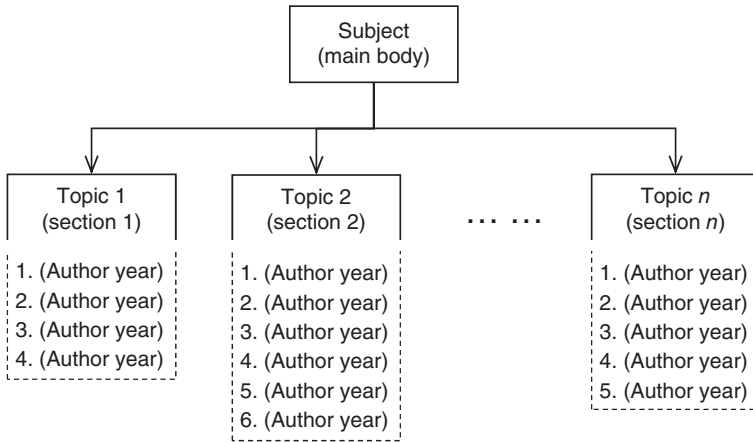 Subject
(main body)
Topic 1
(section 1)
1. (Author year)
2. (Author year)
3. (Author year)
4. (Author year)
Topic 2
(section 2)
1. (Author year)
2. (Author year)
3. (Author year)
4. (Author year)
5. (Author year)
6. (Author year)
... ...
Topic n
(section n)
1. (Author year)
2. (Author year)
3. (Author year)
4. (Author year)
5. (Author year)